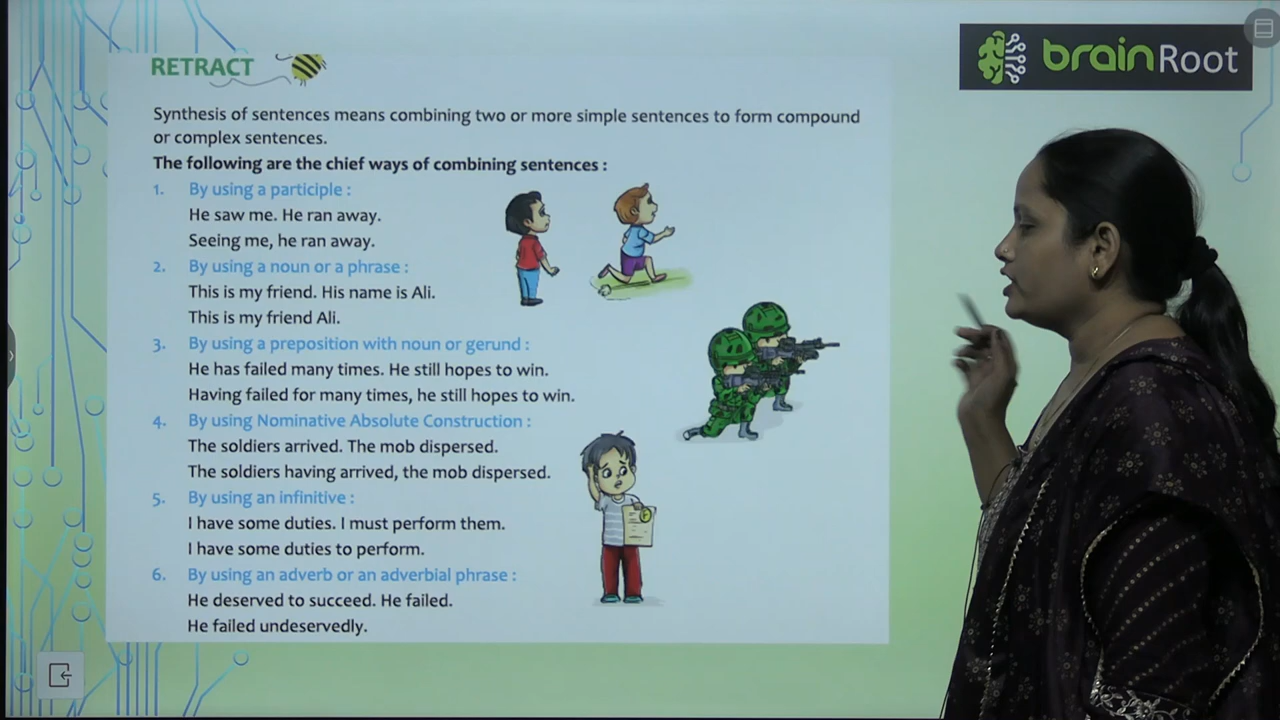 RETRACT
brainRoot
Synthesis of sentences means combining two or more simple sentences to form compound
or complex sentences.
The following are the chief ways of combining sentences :
1. By using a participle :
He saw me. He ran away.
Seeing me, he ran away.
2. By using a noun or a phrase :
This is my friend. His name is Ali.
This is my friend Ali.
3. By using a preposition with noun or gerund :
He has failed many times. He still hopes to win.
Having failed for many times, he still hopes to win.
4. By using Nominative Absolute Construction :
The soldiers arrived. The mob dispersed.
The soldiers having arrived, the mob dispersed.
5. By using an infinitive :
I have some duties. I must perform them.
I have some duties to perform.
6. By using an adverb or an adverbial phrase :
He deserved to succeed. He failed.
He failed undeservedly.